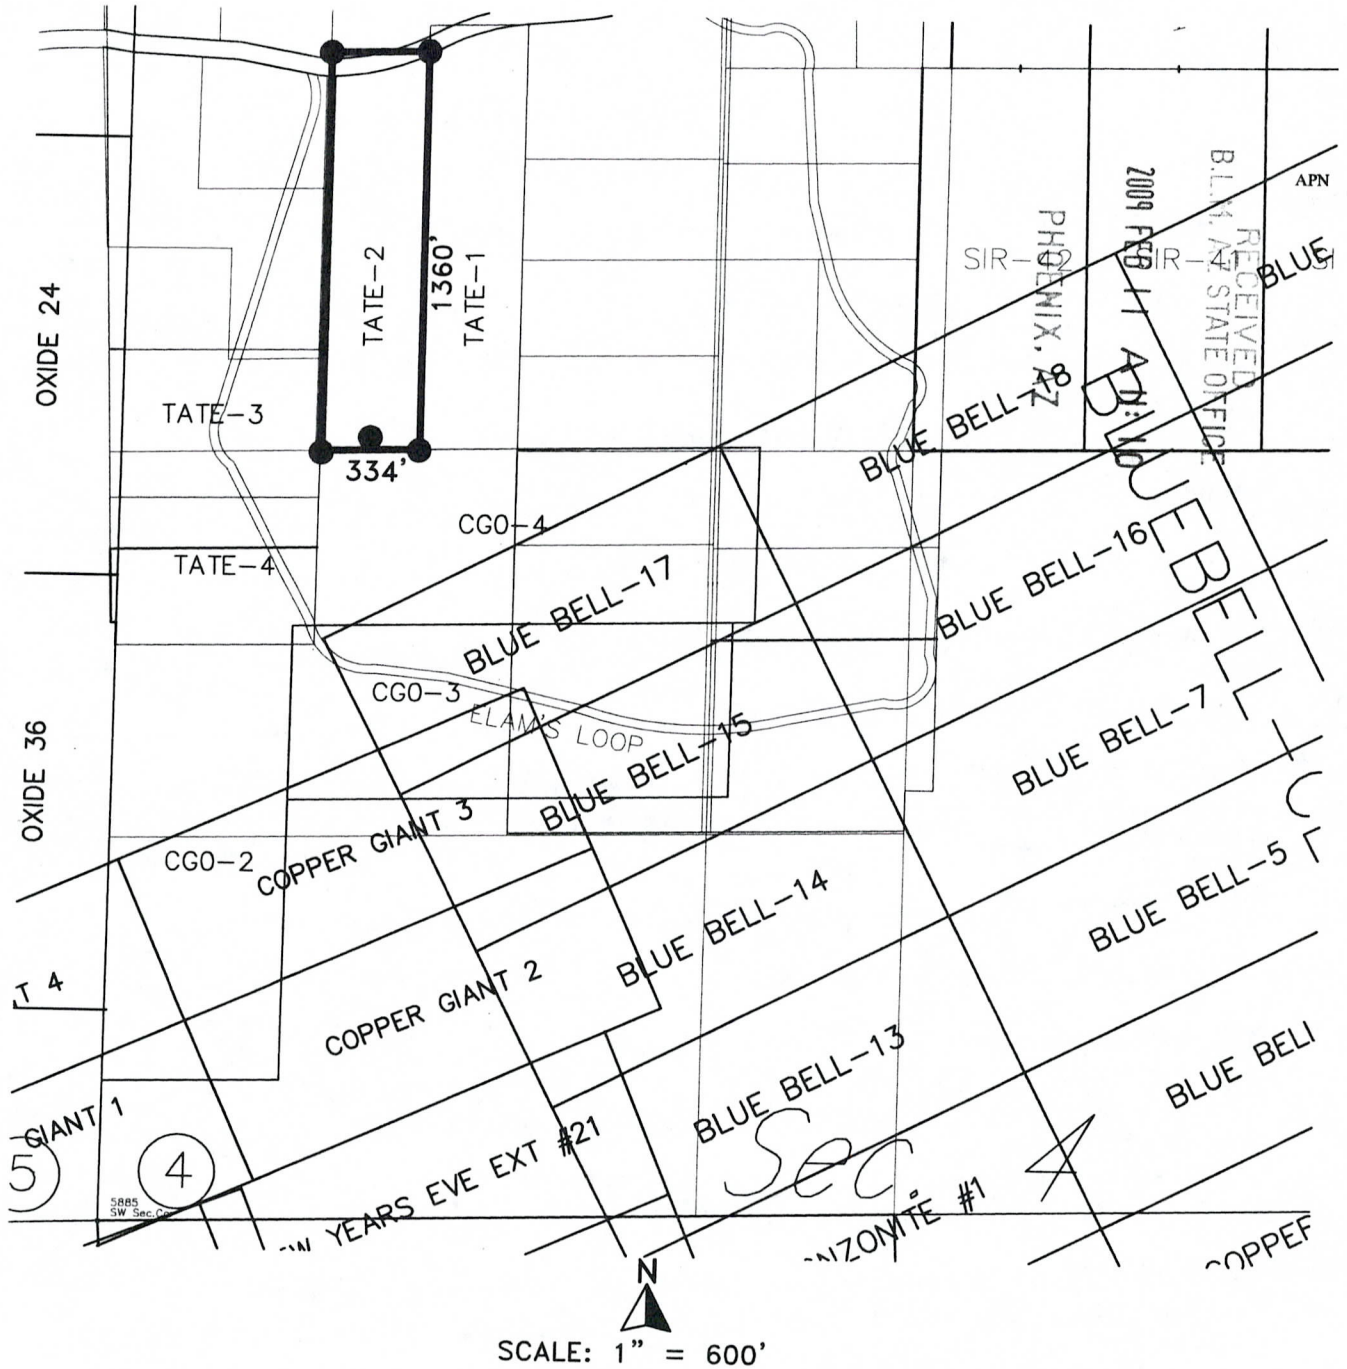 OXIDE 24
TATE-2
1360'
TATE-1
TATE-3
334'
SIR-42
SIR-41
SI
RECEIVED
B.L.M. AZ STATE OFFICE
2009 FEB 11 A 11: 10
PHOENIX, AZ
APN
BLUE
BLUE BELL-18
BLUEBELL
CGO-4
TATE-4
BLUE BELL-17
BLUE BELL-16
CGO-3
ELAM'S LOOP
BLUE BELL-15
BLUE BELL-7
OXIDE 36
CGO-2
COPPER GIANT 3
BLUE BELL-14
BLUE BELL-5
T 4
COPPER GIANT 2
BLUE BELL-13
BLUE BELL
GIANT 1
5
4
5885
SW Sec.Cor
YEARS EVE EXT #21
Sec. 4
NZONITE #1
COPPER
N
SCALE: 1" = 600'